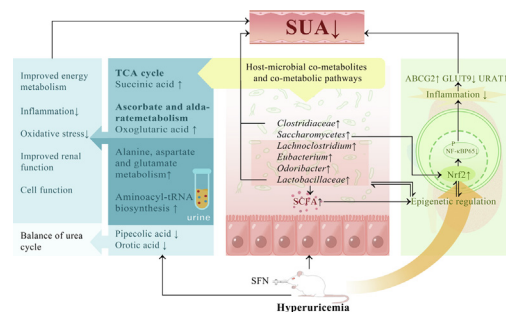 SUA↓
Improved energy
metabolism
Inflammation↓
Oxidative stress↓
Improved renal
function
Cell function
Balance of urea
cycle
TCA cycle
Succinic acid ↑
Ascorbate and alda-
ratemetabolism
Oxoglutaric acid ↑
Alanine, aspartate
and glutamate
metabolism↑
Aminoacyl-tRNA
biosynthesis ↑
urine
Pipecolic acid ↓
Orotic acid ↓
Host-microbial co-metabolites
and co-metabolic pathways
Clostridiaceae↑
Saccharomycetes↑
Lachnoclostridium↑
Eubacterium↑
Odoribacter↑
Lactobacillaceae↑
SCFA↑
ABCG2↑ GLUT9↓ URAT1
Inflammation ↓
P
NF-κBP65↓
Nrf2↑
Epigenetic regulation
SFN
Hyperuricemia